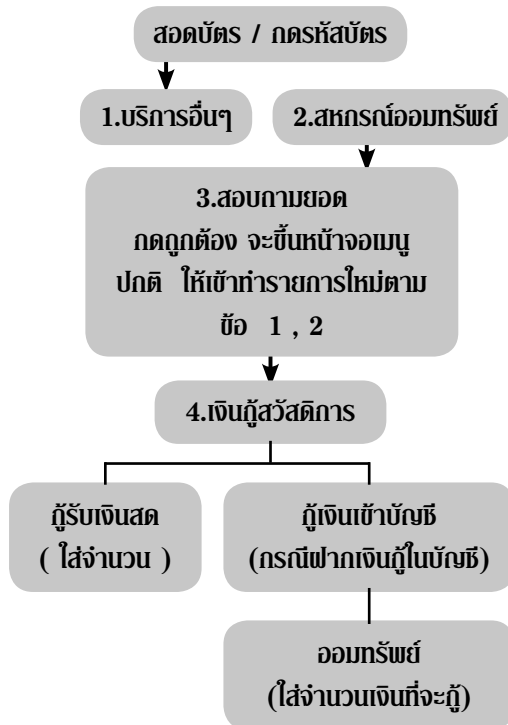 สอดบัตร / กดรหัสบัตร
1.บริการอื่นๆ
2.สหกรณ์ออมทรัพย์
3.สอบถามยอด
กดถูกต้อง จะขึ้นหน้าจอเมนู
ปกติ ให้เข้าทำรายการใหม่ตาม
ข้อ 1 , 2
4.เงินกู้สวัสดิการ
กู้รับเงินสด
( ใส่จำนวน )
กู้เงินเข้าบัญชี
(กรณีฝากเงินกู้ในบัญชี)
ออมทรัพย์
(ใส่จำนวนเงินที่จะกู้)